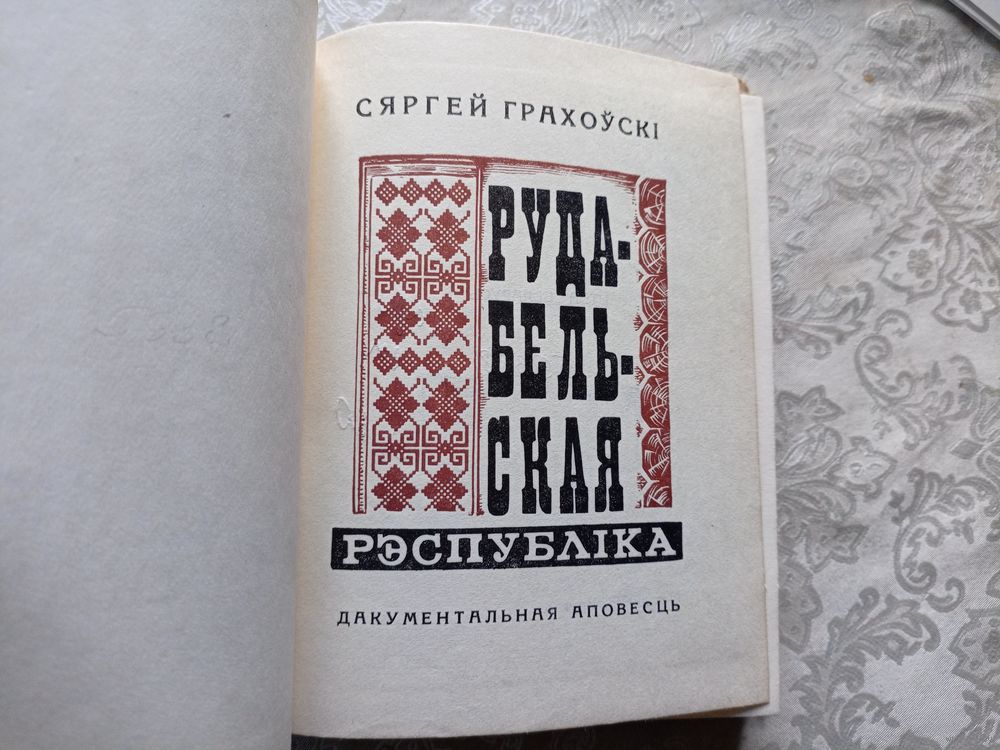 СЯРГЕЙ ГРАХОЎСКІ
РУДА-
БЕЛЬ-
СКАЯ
РЭСПУБЛІКА
ДАКУМЕНТАЛЬНАЯ АПОВЕСЦЬ